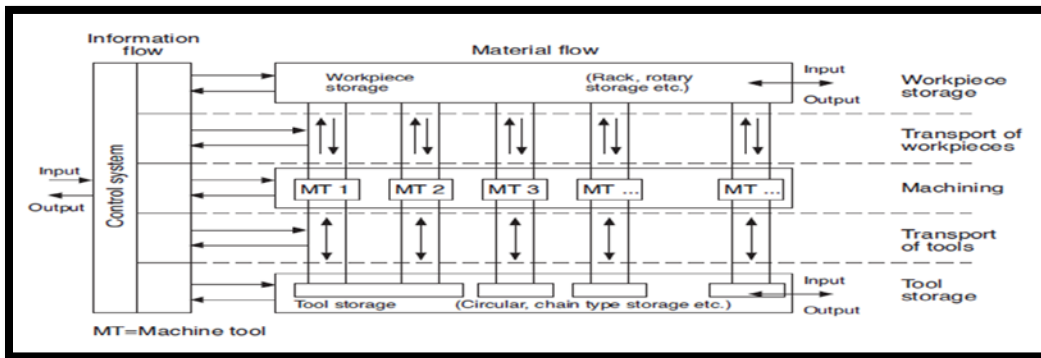 Information
flow
Material flow
Workpiece
storage
(Rack, rotary
storage etc.)
Input
Output
Workpiece
storage
Transport of
workpieces
Input
Output
Control system
MT 1
MT 2
MT 3
MT ...
MT ...
Machining
Transport
of tools
Tool storage
(Circular, chain type storage etc.)
Input
Output
Tool
storage
MT=Machine tool